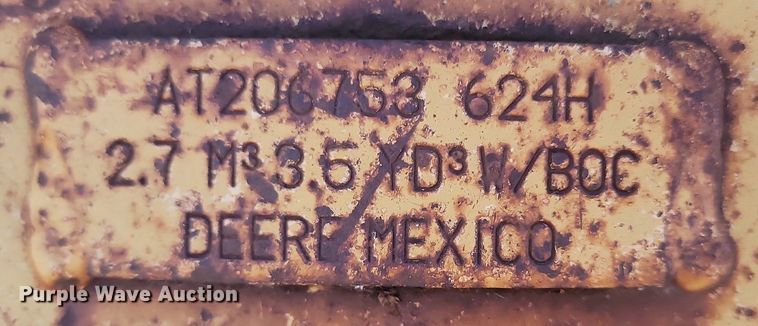 AT206753 624H
2.7 M³ 3.5 YD³ W/BOC
DEERE MEXICO
Purple Wave Auction